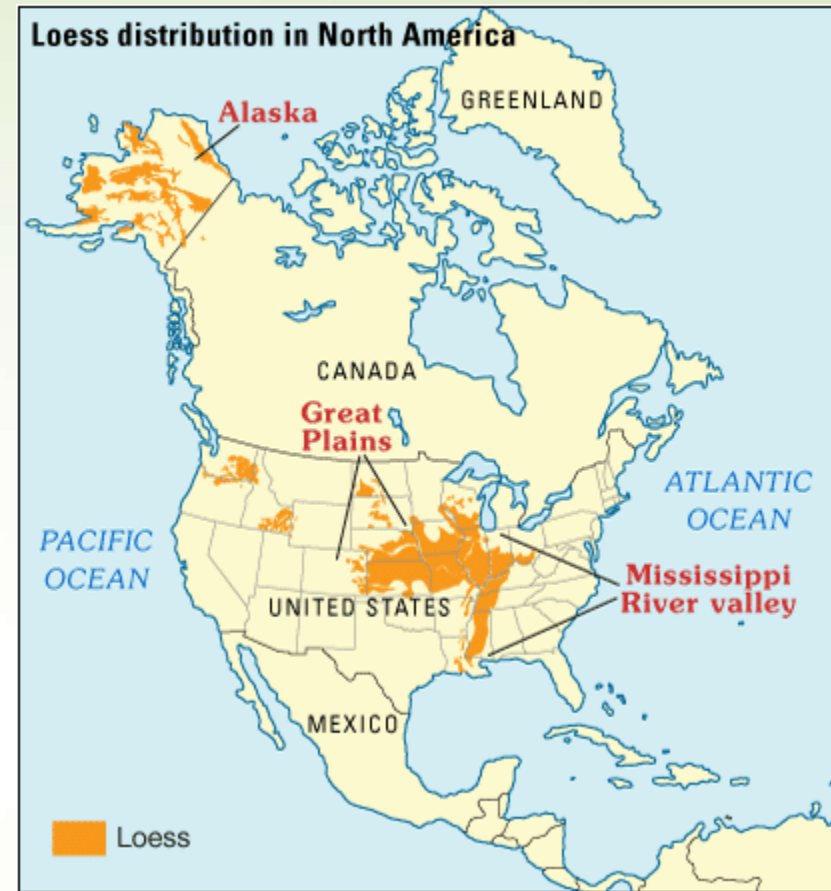 Loess distribution in North America
GREENLAND
Alaska
CANADA
Great
Plains
ATLANTIC
OCEAN
PACIFIC
OCEAN
Mississippi
River valley
UNITED STATES
MEXICO
Loess